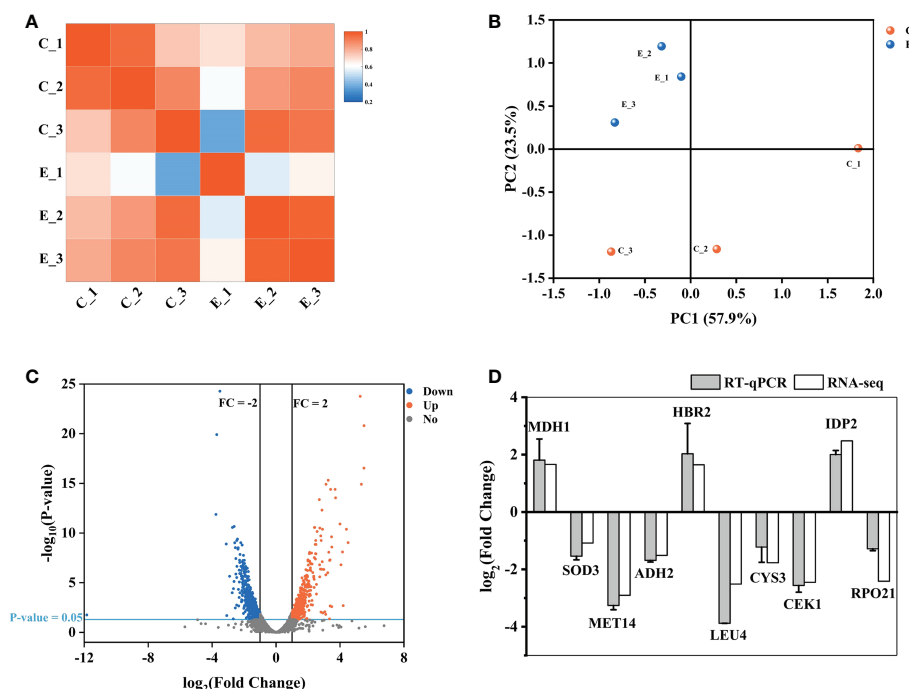 A
C_1
C_2
C_3
E_1
E_2
E_3
C_1
C_2
C_3
E_1
E_2
E_3
1
0.8
0.6
0.4
0.2
B
PC2 (23.5%)
1.5
1.0
0.5
0.0
-0.5
-1.0
-1.5
-1.5
-1.0
-0.5
0.0
0.5
1.0
1.5
2.0
PC1 (57.9%)
E_2
E_1
E_3
C_1
C_2
C_3
C
-log10(P-value)
25
20
15
10
5
0
P-value = 0.05
FC = -2
FC = 2
Down
Up
No
-12
-8
-4
0
4
8
log2(Fold Change)
D
RT-qPCR
RNA-seq
log2(Fold Change)
4
2
0
-2
-4
MDH1
SOD3
MET14
ADH2
HBR2
LEU4
CYS3
CEK1
IDP2
RPO21